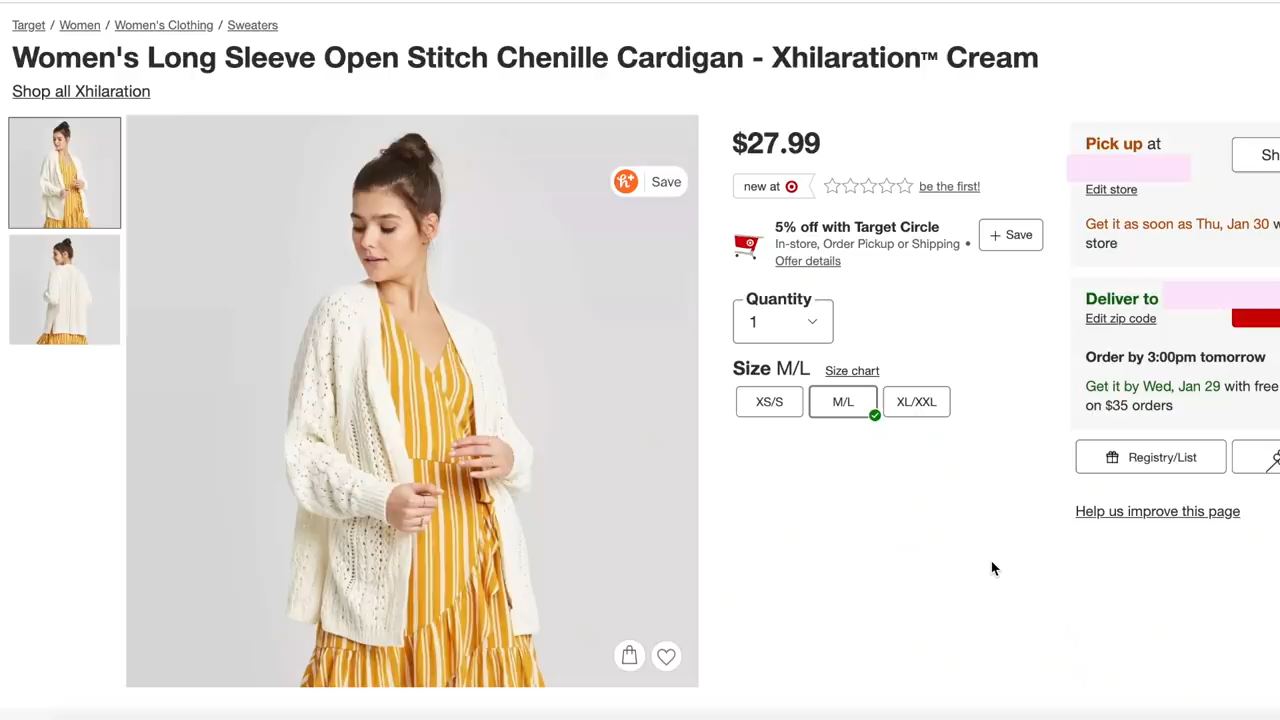 Target / Women / Women's Clothing / Sweaters
Women's Long Sleeve Open Stitch Chenille Cardigan - Xhilaration™ Cream
Shop all Xhilaration
h+ Save
$27.99
new at be the first!
5% off with Target Circle
In-store, Order Pickup or Shipping •
Offer details
+ Save
Quantity
1
Size M/L Size chart
XS/S M/L XL/XXL
Pick up at
Sh
Edit store
Get it as soon as Thu, Jan 30 w
store
Deliver to
Edit zip code
Order by 3:00pm tomorrow
Get it by Wed, Jan 29 with free
on $35 orders
Registry/List
Help us improve this page